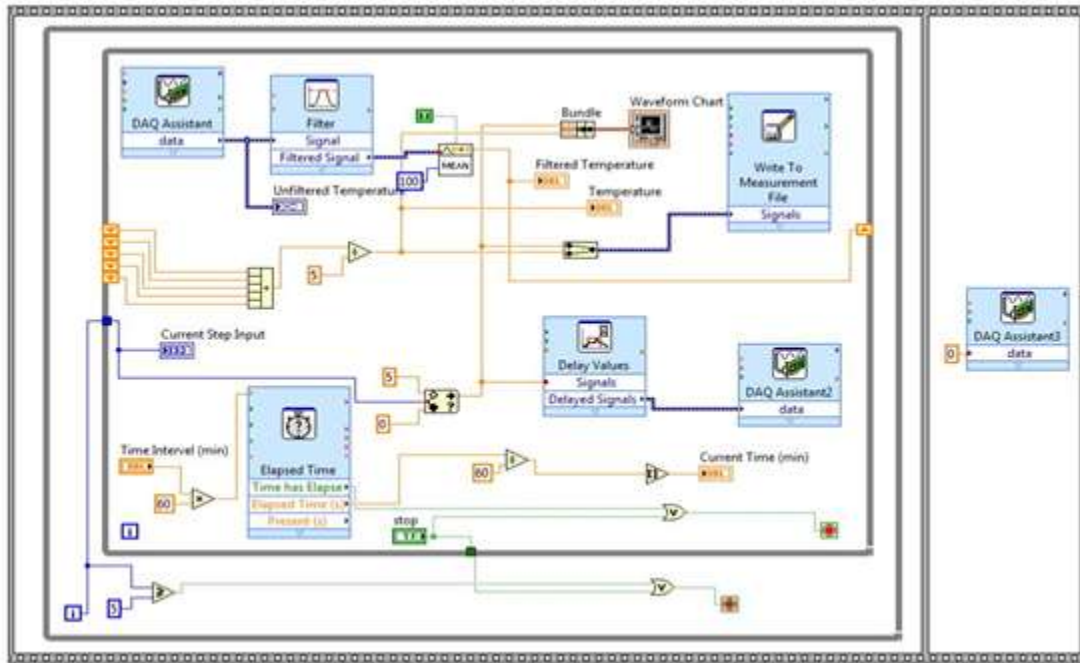 DAQ Assistant
data
Filter
Signal
Filtered Signal
Unfiltered Temperature
100
MEAN
Bundle
Waveform Chart
Filtered Temperature
Temperature
Write To
Measurement
File
Signals
5
Current Step Input
5
0
Delay Values
Signals
Delayed Signals
DAQ Assistant2
data
Time Interval (min)
60
Elapsed Time
Time has Elapse
Elapsed Time (s)
Present (s)
60
Current Time (min)
stop
TF
i
i
5
0
DAQ Assistant3
data